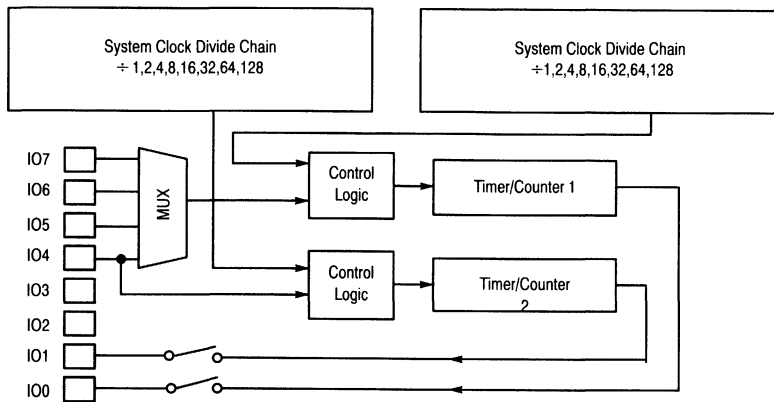 System Clock Divide Chain
÷ 1,2,4,8,16,32,64,128
System Clock Divide Chain
÷1,2,4,8,16,32,64,128
IO7
IO6
IO5
IO4
IO3
IO2
IO1
IO0
MUX
Control
Logic
Timer/Counter 1
Control
Logic
Timer/Counter
2